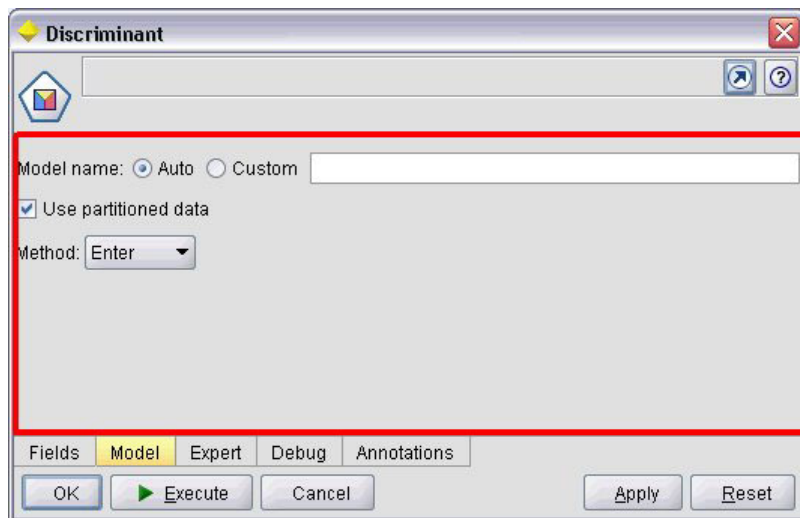 Discriminant
Model name: Auto Custom
Use partitioned data
Method: Enter
Fields Model Expert Debug Annotations
OK Execute Cancel Apply Reset